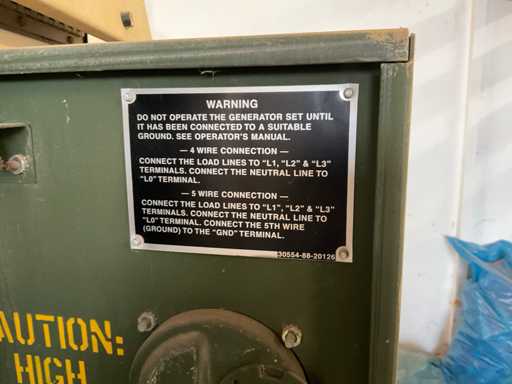 WARNING
DO NOT OPERATE THE GENERATOR SET UNTIL
IT HAS BEEN CONNECTED TO A SUITABLE
GROUND. SEE OPERATOR'S MANUAL.
— 4 WIRE CONNECTION —
CONNECT THE LOAD LINES TO "L1, "L2" & "L3"
TERMINALS. CONNECT THE NEUTRAL LINE TO
"L0" TERMINAL.
— 5 WIRE CONNECTION —
CONNECT THE LOAD LINES TO "L1", "L2" & "L3"
TERMINALS. CONNECT THE NEUTRAL LINE TO
"L0" TERMINAL. CONNECT THE 5TH WIRE
(GROUND) TO THE "GND" TERMINAL.
30554-88-20126
CAUTION:
HIGH